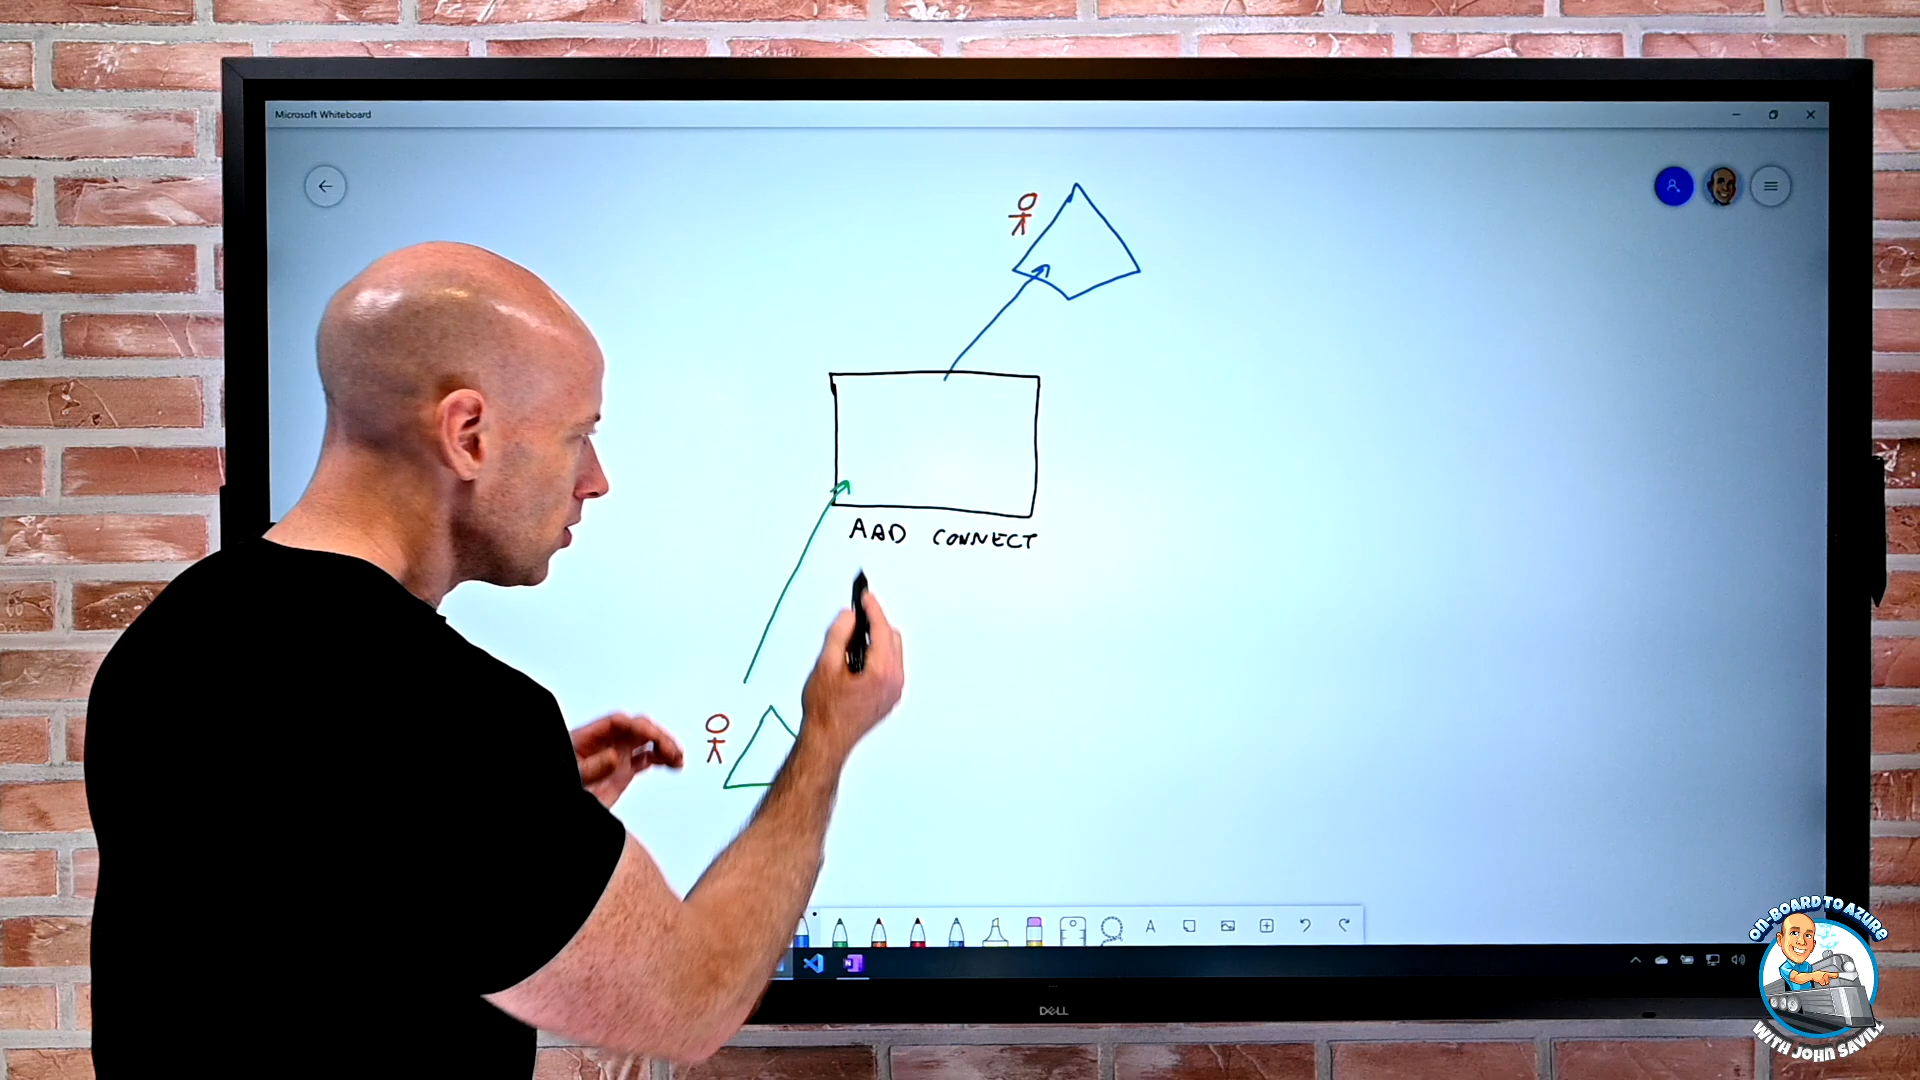 Microsoft Whiteboard
AAD CONNECT
A
DELL
ON-BOARD TO AZURE
WITH JOHN SAVILL